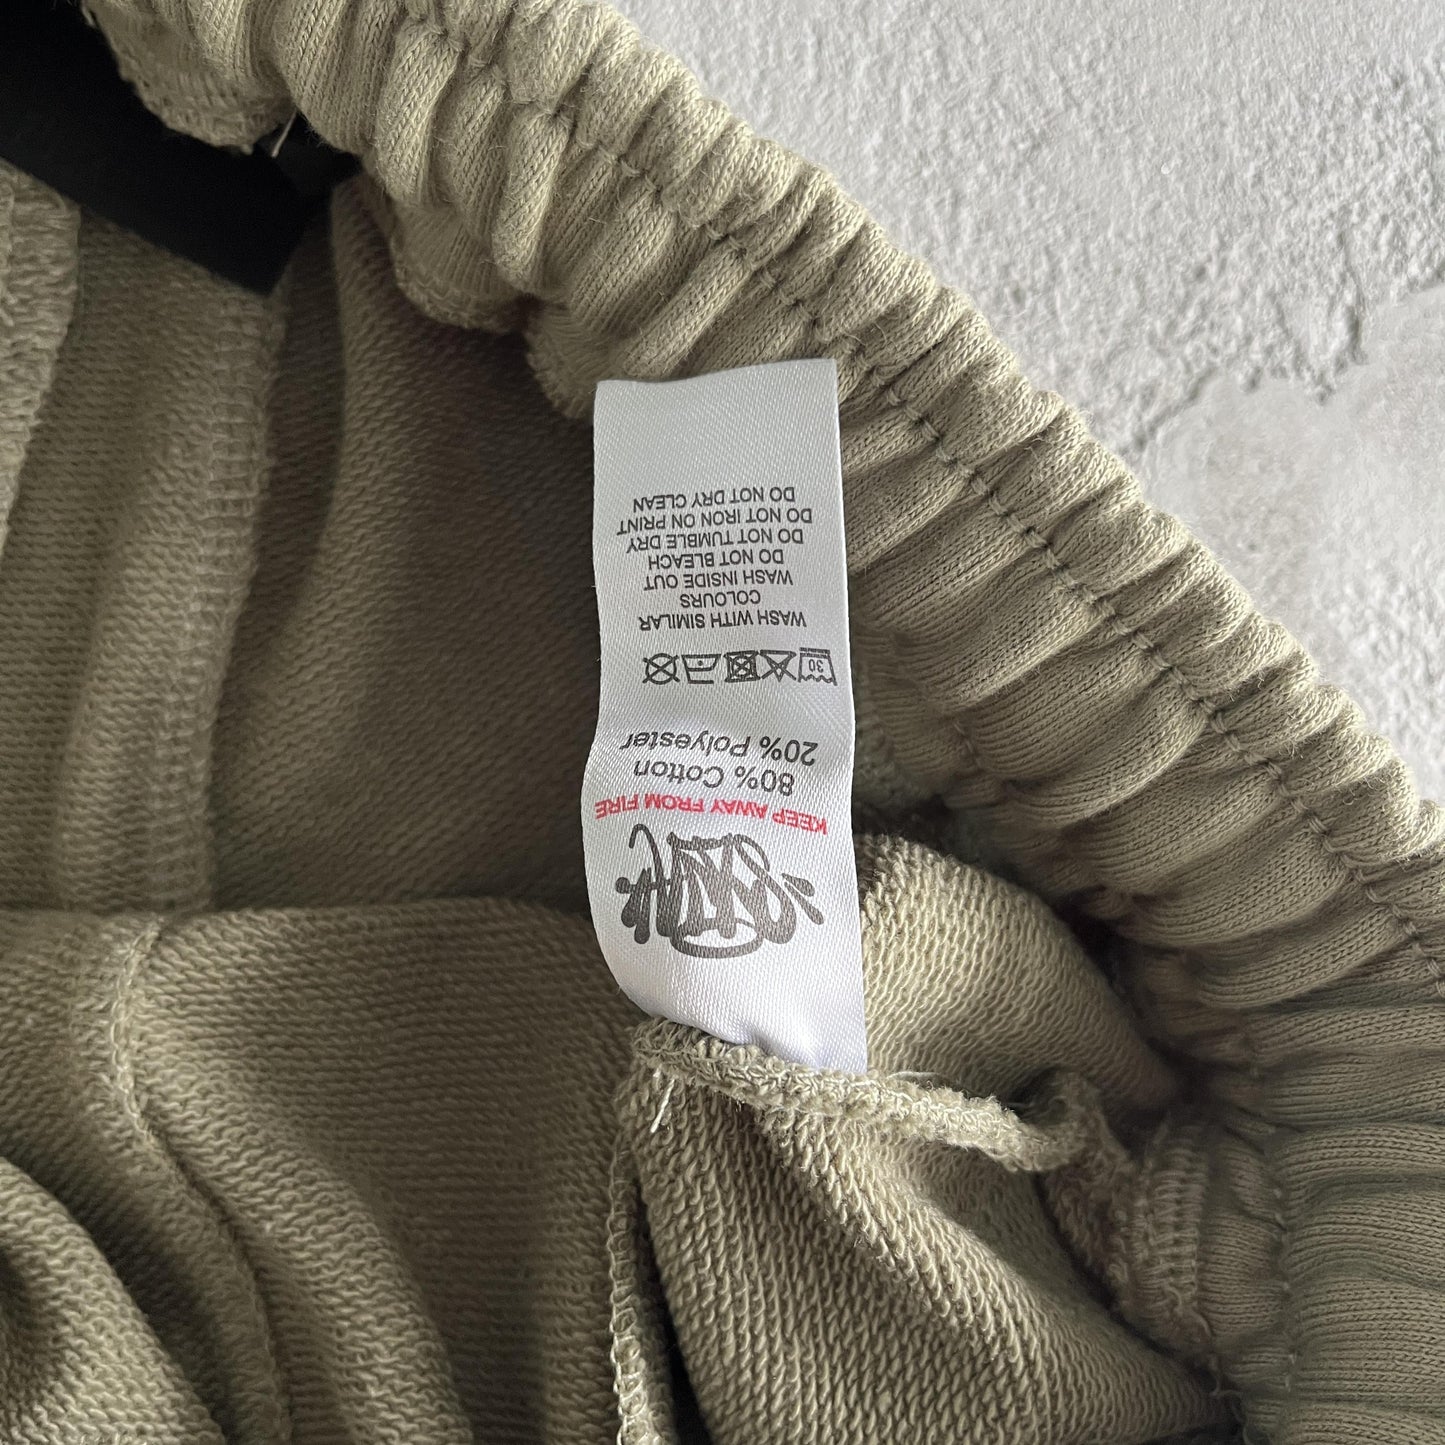 KEEP AWAY FROM FIRE
80% Cotton
20% Polyester
30
WASH WITH SIMILAR
COLOURS
WASH INSIDE OUT
DO NOT BLEACH
DO NOT TUMBLE DRY
DO NOT IRON ON PRINT
DO NOT DRY CLEAN